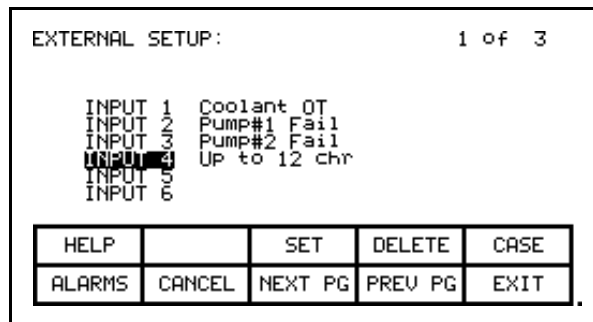 EXTERNAL SETUP: 1 of 3
INPUT 1 Coolant OT
INPUT 2 Pump#1 Fail
INPUT 3 Pump#2 Fail
INPUT 4 Up to 12 chr
INPUT 5
INPUT 6
HELP SET DELETE CASE
ALARMS CANCEL NEXT PG PREV PG EXIT
.